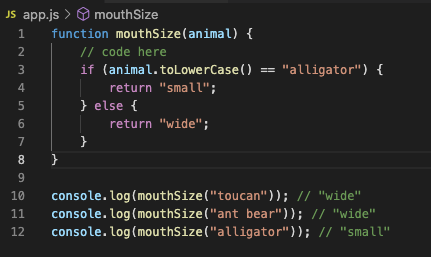 JS app.js > mouthSize
1 function mouthSize(animal) {
2 // code here
3 if (animal.toLowerCase() == "alligator") {
4 return "small";
5 } else {
6 return "wide";
7 }
8 }
9
10 console.log(mouthSize("toucan")); // "wide"
11 console.log(mouthSize("ant bear")); // "wide"
12 console.log(mouthSize("alligator")); // "small"